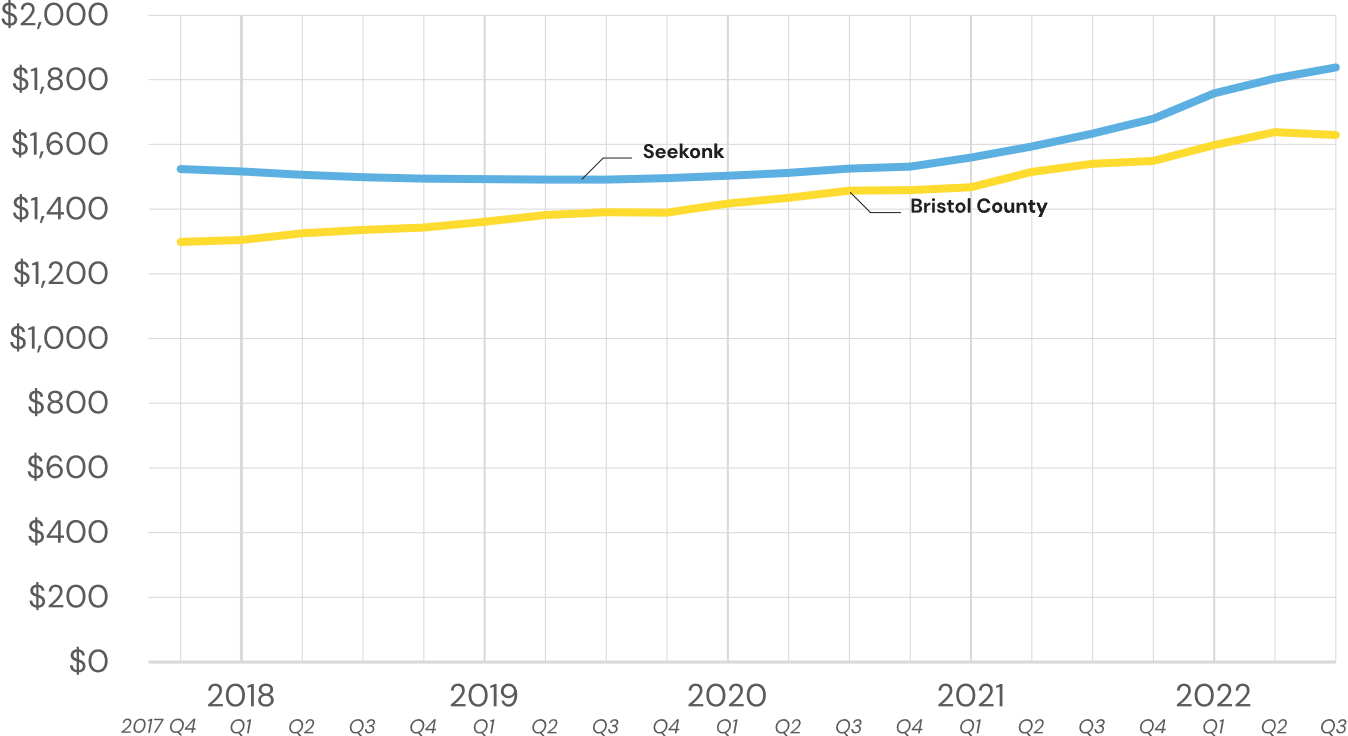 $2,000
$1,800
$1,600
$1,400
$1,200
$1,000
$800
$600
$400
$200
$0
Seekonk
Bristol County
2018 2019 2020 2021 2022
2017 Q4 Q1 Q2 Q3 Q4 Q1 Q2 Q3 Q4 Q1 Q2 Q3 Q4 Q1 Q2 Q3 Q4 Q1 Q2 Q3